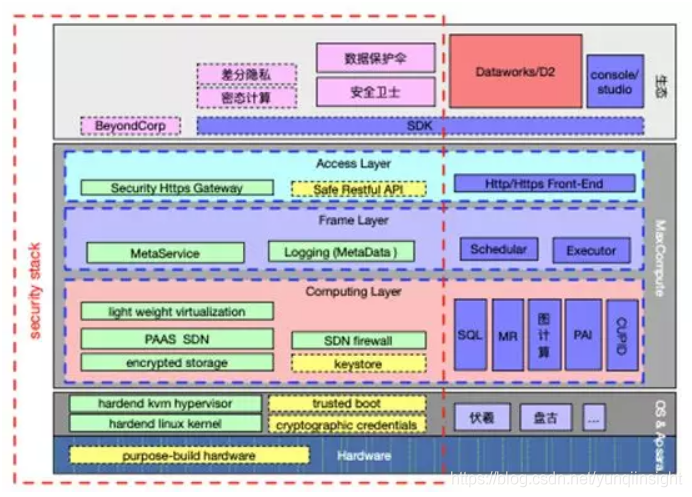 数据保护伞
Dataworks/D2
console/
studio
生态
差分隐私
密态计算
安全卫士
BeyondCorp
SDK
security stack
Access Layer
Security Https Gateway
Safe Restful API
Http/Https Front-End
MaxCompute
Frame Layer
MetaService
Logging (MetaData )
Schedular
Executor
Computing Layer
light weight virtualization
PAAS SDN
encrypted storage
SDN firewall
keystore
SQL
MR
图
计
算
PAI
CUPID
hardend kvm hypervisor
hardend linux kernel
trusted boot
cryptographic credentials
伏羲
盘古
...
OS & Apsara
purpose-build hardware
Hardware
https://blog.csdn.net/yunqiinsight